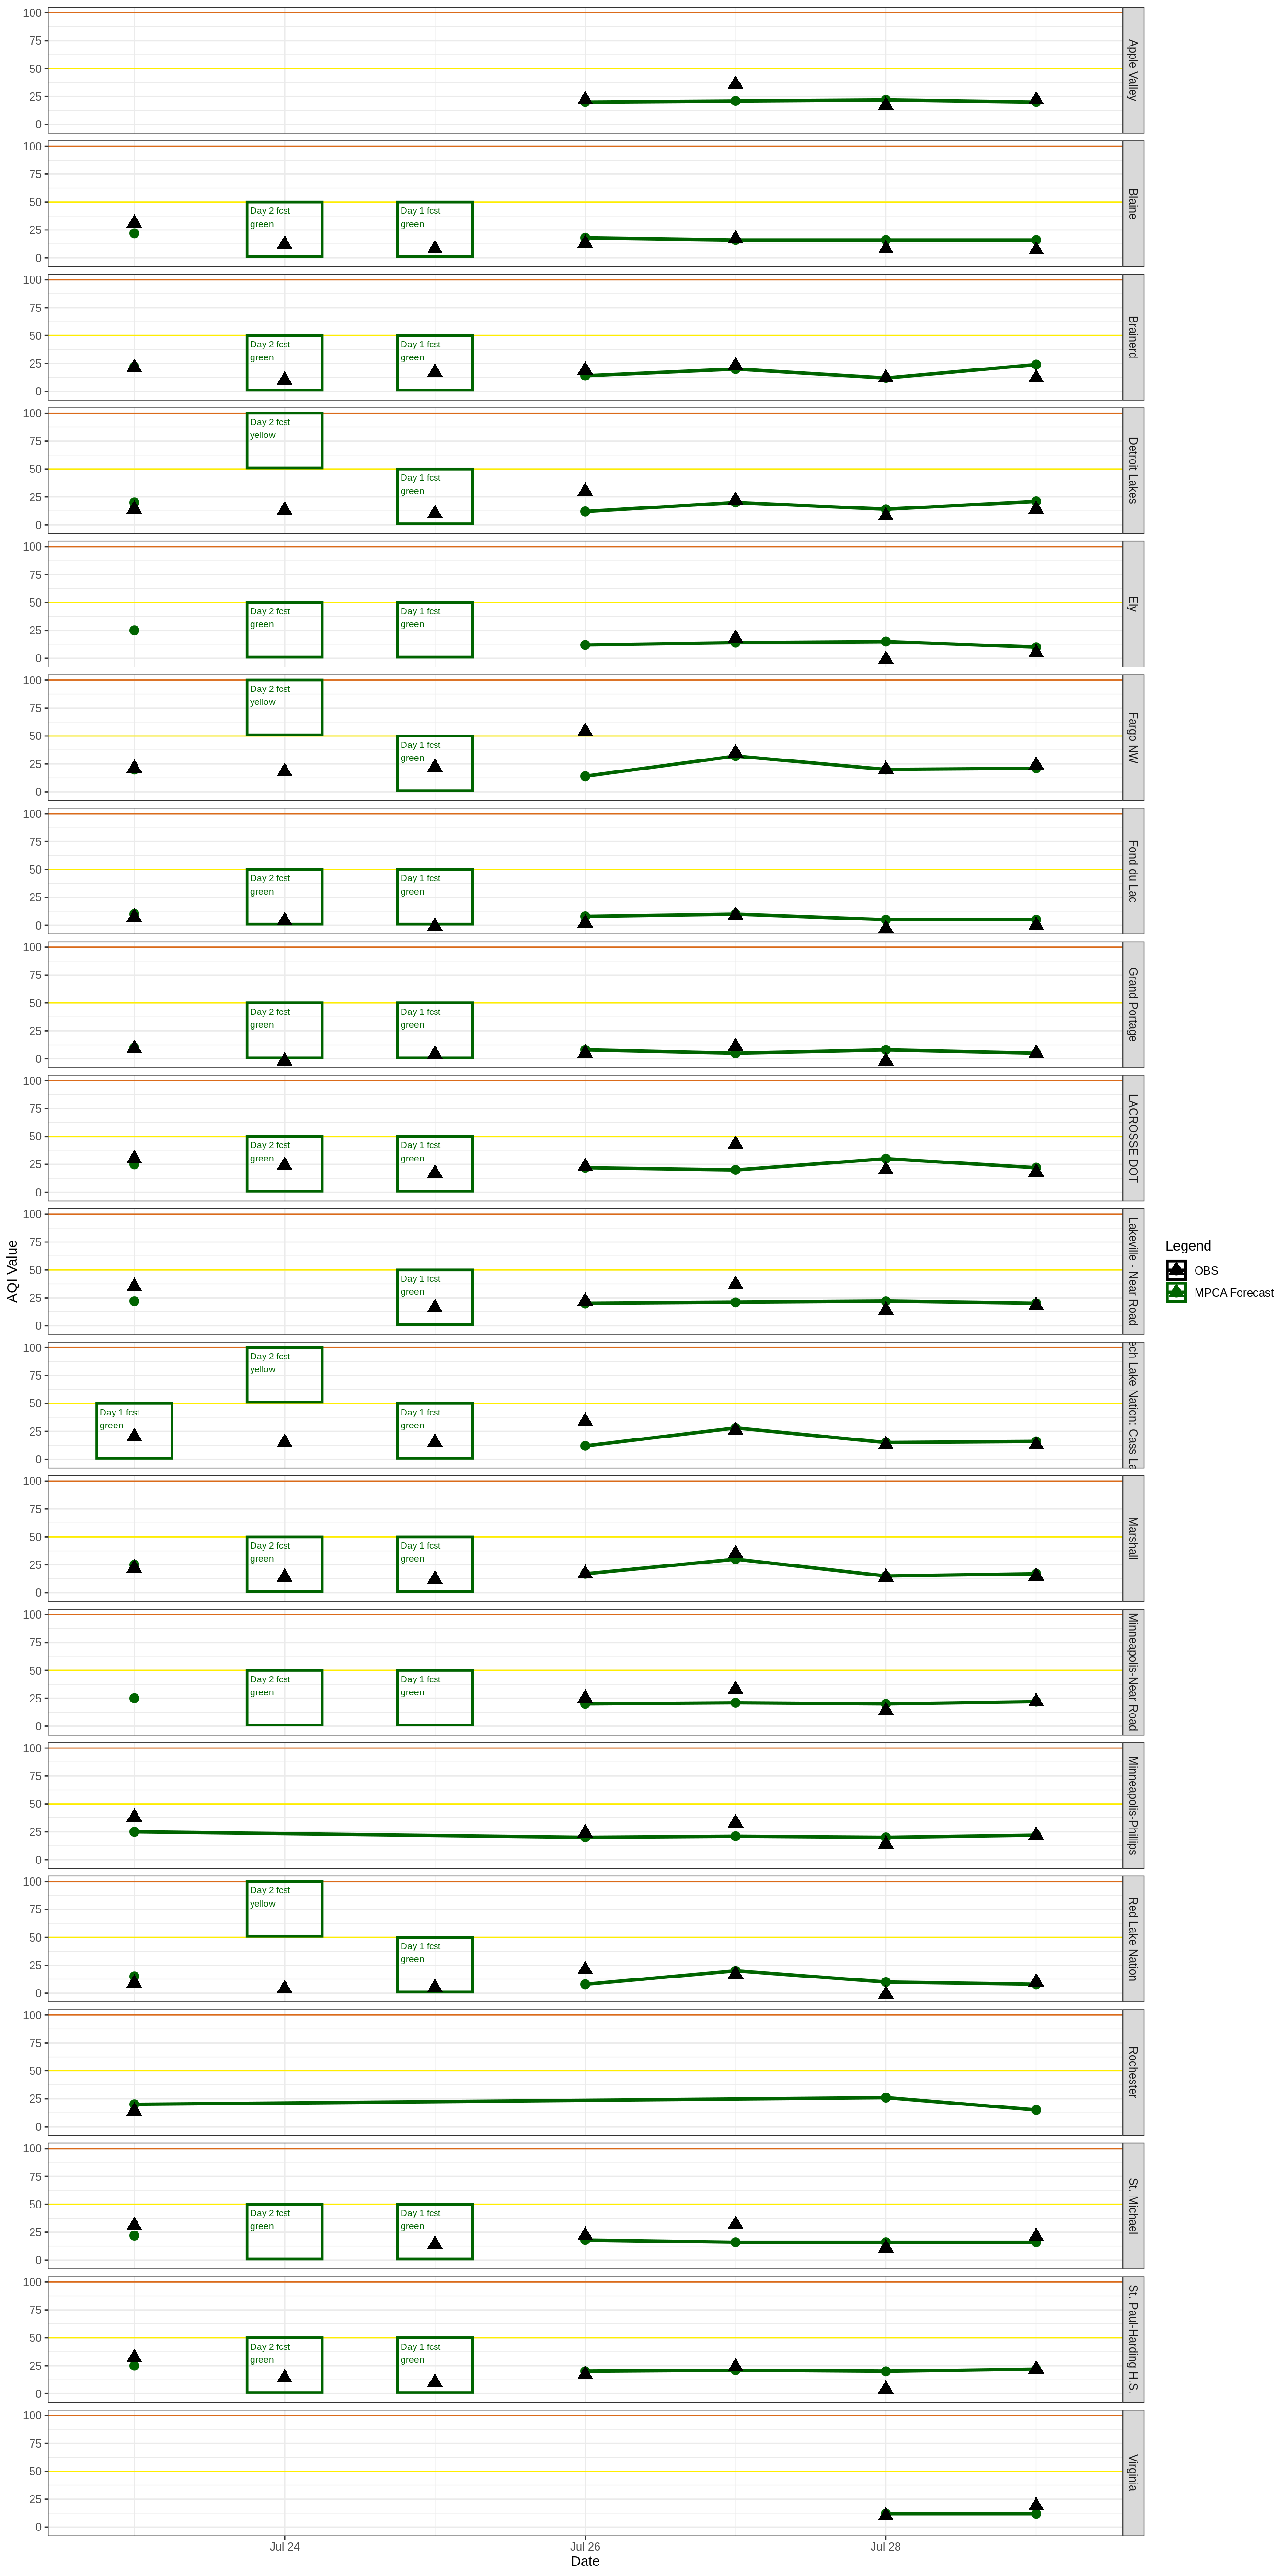 100
75
50
25
0
Apple Valley
100
75
50
25
0
Day 2 fcst
green
Day 1 fcst
green
Blaine
100
75
50
25
0
Day 2 fcst
green
Day 1 fcst
green
Brainerd
100
75
50
25
0
Day 2 fcst
yellow
Day 1 fcst
green
Detroit Lakes
100
75
50
25
0
Day 2 fcst
green
Day 1 fcst
green
Ely
100
75
50
25
0
Day 2 fcst
yellow
Day 1 fcst
green
Fargo NW
100
75
50
25
0
Day 2 fcst
green
Day 1 fcst
green
Fond du Lac
100
75
50
25
0
Day 2 fcst
green
Day 1 fcst
green
Grand Portage
100
75
50
25
0
Day 2 fcst
green
Day 1 fcst
green
LACROSSE DOT
100
75
50
25
0
Day 1 fcst
green
Lakeville - Near Road
AQI Value
Legend
OBS
MPCA Forecast
100
75
50
25
0
Day 1 fcst
green
Day 2 fcst
yellow
Day 1 fcst
green
ech Lake Nation: Cass La
100
75
50
25
0
Day 2 fcst
green
Day 1 fcst
green
Marshall
100
75
50
25
0
Day 2 fcst
green
Day 1 fcst
green
Minneapolis-Near Road
100
75
50
25
0
Minneapolis-Phillips
100
75
50
25
0
Day 2 fcst
yellow
Day 1 fcst
green
Red Lake Nation
100
75
50
25
0
Rochester
100
75
50
25
0
Day 2 fcst
green
Day 1 fcst
green
St. Michael
100
75
50
25
0
Day 2 fcst
green
Day 1 fcst
green
St. Paul-Harding H.S.
100
75
50
25
0
Virginia
Jul 24
Jul 26
Jul 28
Date